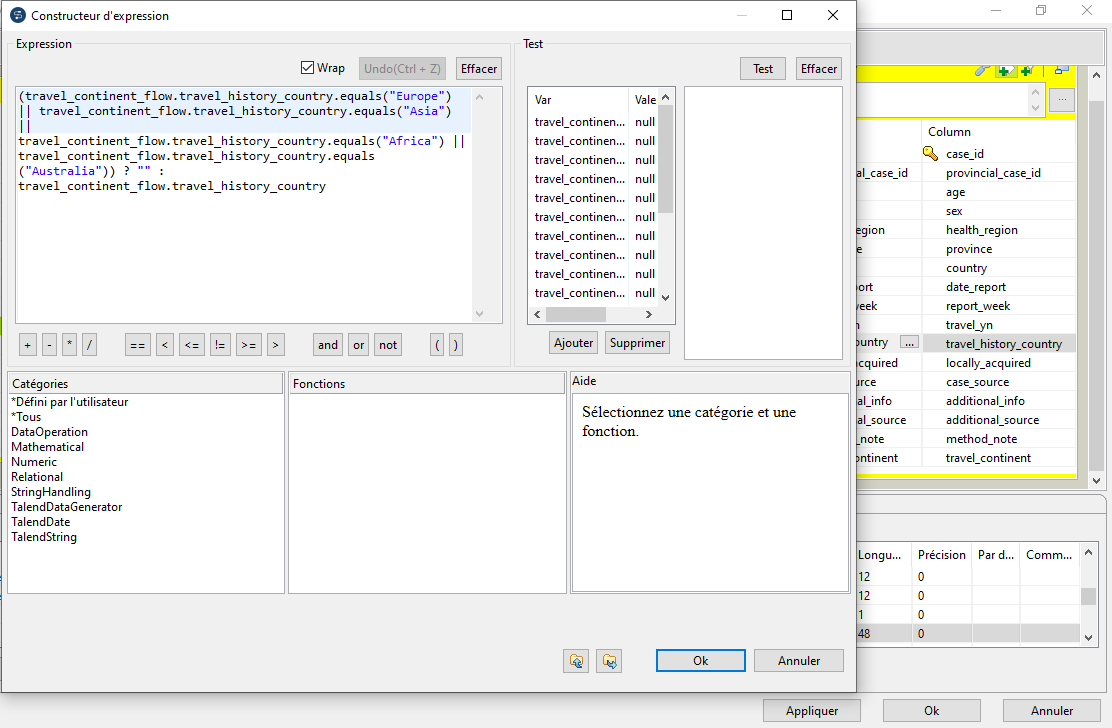 Constructeur d'expression
Expression
Wrap
Undo(Ctrl + Z)
Effacer
(travel_continent_flow.travel_history_country.equals("Europe")
|| travel_continent_flow.travel_history_country.equals("Asia")
||
travel_continent_flow.travel_history_country.equals("Africa") ||
travel_continent_flow.travel_history_country.equals
("Australia")) ? "" :
travel_continent_flow.travel_history_country
+ - * / == < <= != >= > and or not ( )
Test
Test
Effacer
Var Vale
travel_continen... null
travel_continen... null
travel_continen... null
travel_continen... null
travel_continen... null
travel_continen... null
travel_continen... null
travel_continen... null
travel_continen... null
travel_continen... null
Ajouter
Supprimer
Catégories
*Défini par l'utilisateur
*Tous
DataOperation
Mathematical
Numeric
Relational
StringHandling
TalendDataGenerator
TalendDate
TalendString
Fonctions
Aide
Sélectionnez une catégorie et une
fonction.
Ok
Annuler
...
Column
case_id
al_case_id provincial_case_id
age
sex
egion health_region
e province
country
ort date_report
eek report_week
n travel_yn
ountry ... travel_history_country
acquired locally_acquired
urce case_source
al_info additional_info
al_source additional_source
_note method_note
ontinent travel_continent
Longu... Précision Par d... Comm...
12 0
12 0
1 0
48 0
Appliquer
Ok
Annuler